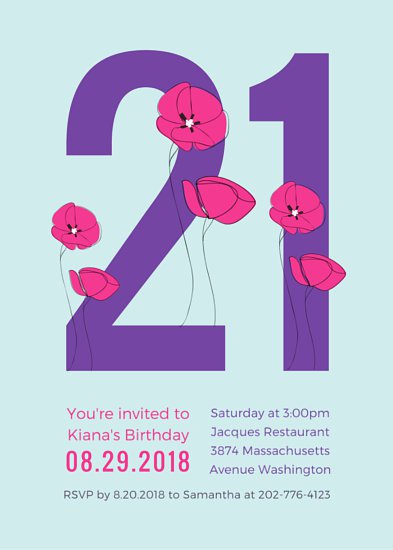 21
You're invited to
Kiana's Birthday
08.29.2018
Saturday at 3:00pm
Jacques Restaurant
3874 Massachusetts
Avenue Washington
RSVP by 8.20.2018 to Samantha at 202-776-4123